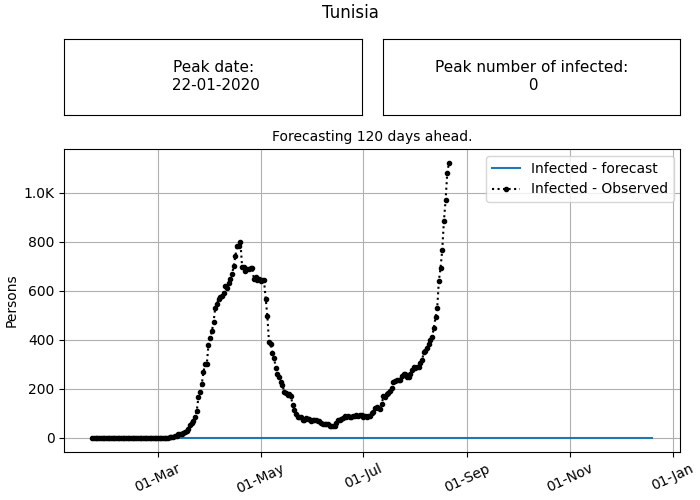 Tunisia
Peak date:
22-01-2020
Peak number of infected:
0
Forecasting 120 days ahead.
Infected - forecast
Infected - Observed
Persons
1.0K
800
600
400
200
0
01-Mar
01-May
01-Jul
01-Sep
01-Nov
01-Jan